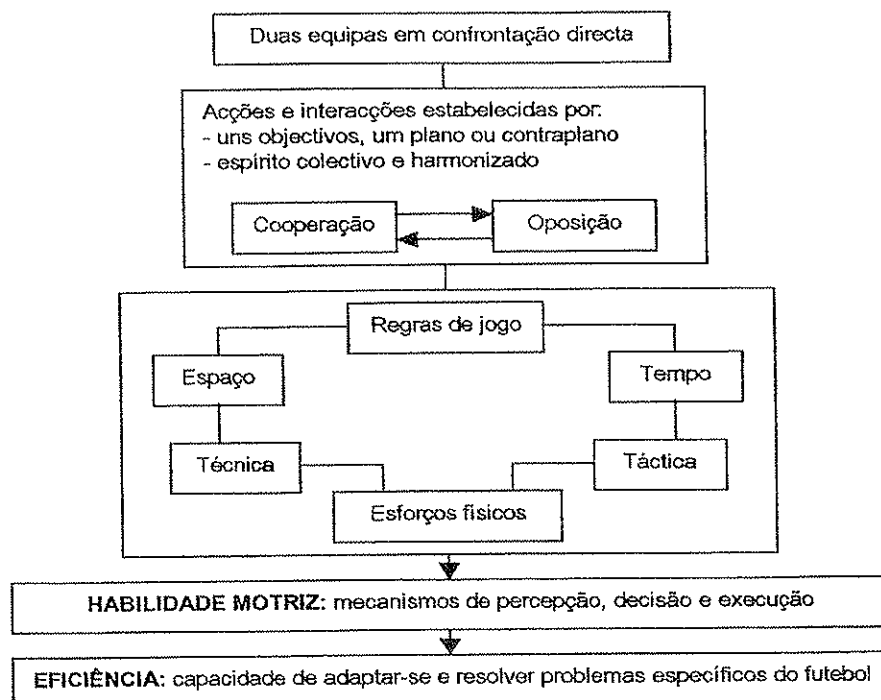 Duas equipas em confrontação directa
Acções e interacções estabelecidas por:
- uns objectivos, um plano ou contraplano
- espírito colectivo e harmonizado
Cooperação
Oposição
Regras de jogo
Espaço
Tempo
Técnica
Táctica
Esforços físicos
HABILIDADE MOTRIZ: mecanismos de percepção, decisão e execução
EFICIÊNCIA: capacidade de adaptar-se e resolver problemas específicos do futebol